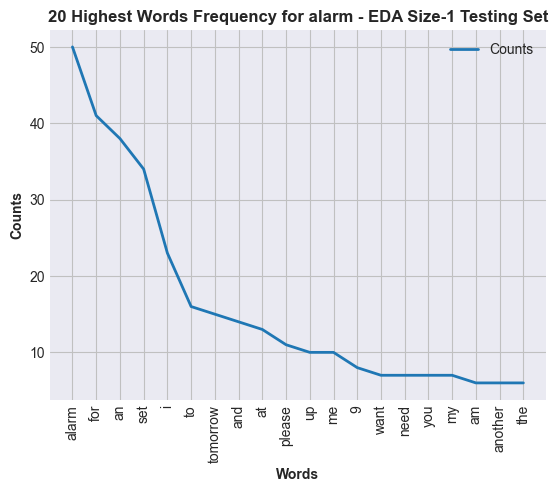 20 Highest Words Frequency for alarm - EDA Size-1 Testing Set
Counts
50
40
30
20
10
Counts
alarm
for
an
set
i
to
tomorrow
and
at
please
up
me
9
want
need
you
my
am
another
the
Words